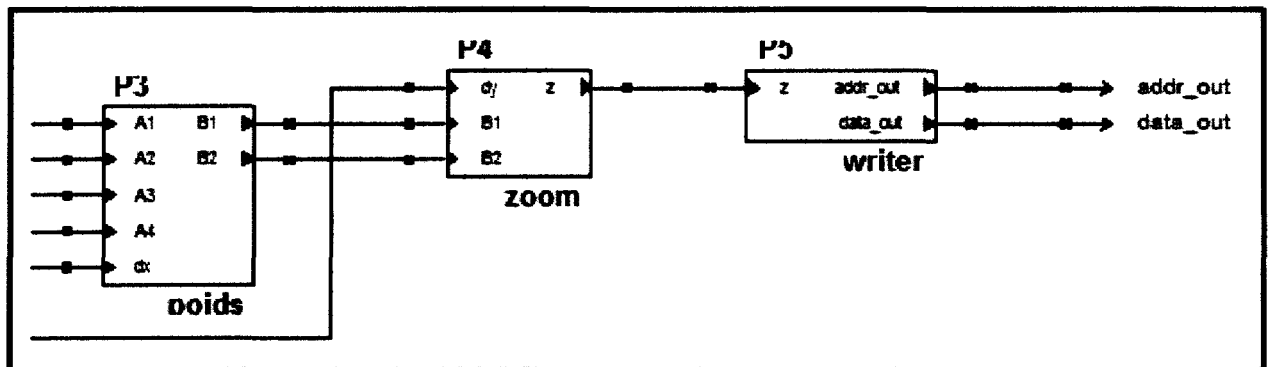 P3
A1 B1
A2 B2
A3
A4
dx
poids
P4
dy z
B1
B2
zoom
P5
z addr_out
data_out
writer
addr_out
data_out